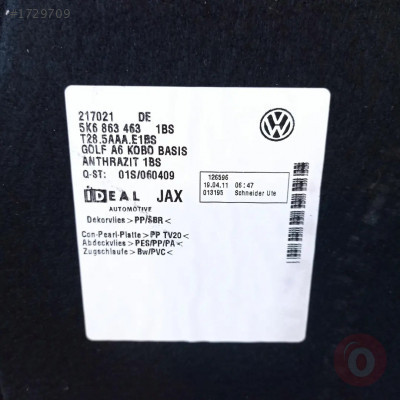 #1729709
217021 DE
5K6 863 463 1BS
T28.5AAA.E1BS
GOLF A6 KOBO BASIS
ANTHRAZIT 1BS
Q-ST: 01S/060409
IDEAL JAX
AUTOMOTIVE
126596
19.04.11 06:47
013195 Schneider Ute
Dekorvlies >PP/SBR<
Con-Pearl-Platte >PP TV20<
Abdeckvlies >PES/PP/PA<
Zugschlaufe >Bw/PVC<